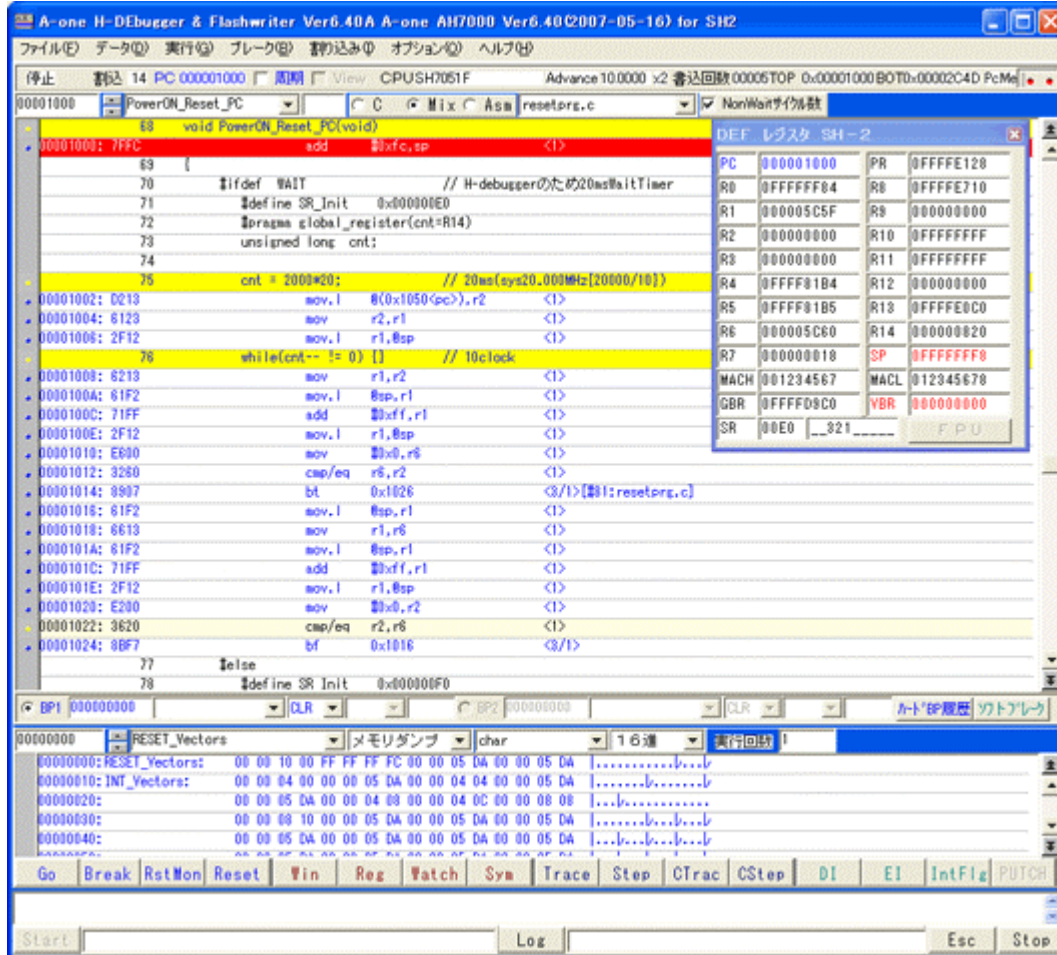 A-one H-DEbugger & Flashwriter Ver6.40A A-one AH7000 Ver6.40(2007-05-16) for SH2
ファイル(F) データ(D) 実行(G) ブレーク(B) 割り込み(I) オプション(O) ヘルプ(H)
停止 割込 14 PC 000001000 周期 View CPUSH7051F Advance 10.0000 x2 書込回数00005TOP 0x00001000 BOT0x00002C4D PcMe
00001000 PowerON_Reset_PC C Mix Asm resetprg.c NonWaitサイクル数
68 void PowerON_Reset_PC(void)
00001000: 7FFC add #0xfc,sp <1>
69 {
70 #ifdef WAIT // H-debuggerのため20msWaitTimer
71 #define SR_Init 0x000000E0
72 #pragma global_register(cnt=R14)
73 unsigned long cnt;
74
75 cnt = 2000*20; // 20ms(sys20.000MHz[20000/10])
00001002: D213 mov.l @(0x1050<pc>),r2 <1>
00001004: 6123 mov r2,r1 <1>
00001006: 2F12 mov.l r1,@sp <1>
76 while(cnt-- != 0) {} // 10clock
00001008: 6213 mov r1,r2 <1>
0000100A: 61F2 mov.l @sp,r1 <1>
0000100C: 71FF add #0xff,r1 <1>
0000100E: 2F12 mov.l r1,@sp <1>
00001010: E600 mov #0x0,r6 <1>
00001012: 3260 cmp/eq r6,r2 <1>
00001014: 8907 bt 0x1026 <3/1>[#81:resetprg.c]
00001016: 61F2 mov.l @sp,r1 <1>
00001018: 6613 mov r1,r6 <1>
0000101A: 61F2 mov.l @sp,r1 <1>
0000101C: 71FF add #0xff,r1 <1>
0000101E: 2F12 mov.l r1,@sp <1>
00001020: E200 mov #0x0,r2 <1>
00001022: 3620 cmp/eq r2,r6 <1>
00001024: 8BF7 bf 0x1016 <3/1>
77 #else
78 #define SR_Init 0x000000F0
DEF レジスタ SH-2
PC 000001000 PR 0FFFFE128
R0 0FFFFFF84 R8 0FFFFE710
R1 000005C5F R9 000000000
R2 000000000 R10 0FFFFFFFF
R3 000000000 R11 0FFFFFFFF
R4 0FFFF81B4 R12 000000000
R5 0FFFF81B5 R13 0FFFFE0C0
R6 000005C60 R14 000000820
R7 000000018 SP 0FFFFFFF8
MACH 001234567 MACL 012345678
GBR 0FFFFD9C0 VBR 000000000
SR 00E0 __321_____ FPU
BP1 000000000 CLR BP2 000000000 CLR ハードBP履歴 ソフトブレーク
00000000 RESET_Vectors メモリダンプ char 16進 実行回数 1
00000000:RESET_Vectors: 00 00 10 00 FF FF FF FC 00 00 05 DA 00 00 05 DA
00000010:INT_Vectors: 00 00 04 00 00 00 05 DA 00 00 04 04 00 00 05 DA
00000020: 00 00 05 DA 00 00 04 08 00 00 04 0C 00 00 08 08
00000030: 00 00 08 10 00 00 05 DA 00 00 05 DA 00 00 05 DA
00000040: 00 00 05 DA 00 00 05 DA 00 00 05 DA 00 00 05 DA
Go Break RstMon Reset Win Reg Watch Sym Trace Step CTrac CStep DI EI IntFlg PUTCH
Start Log Esc Stop